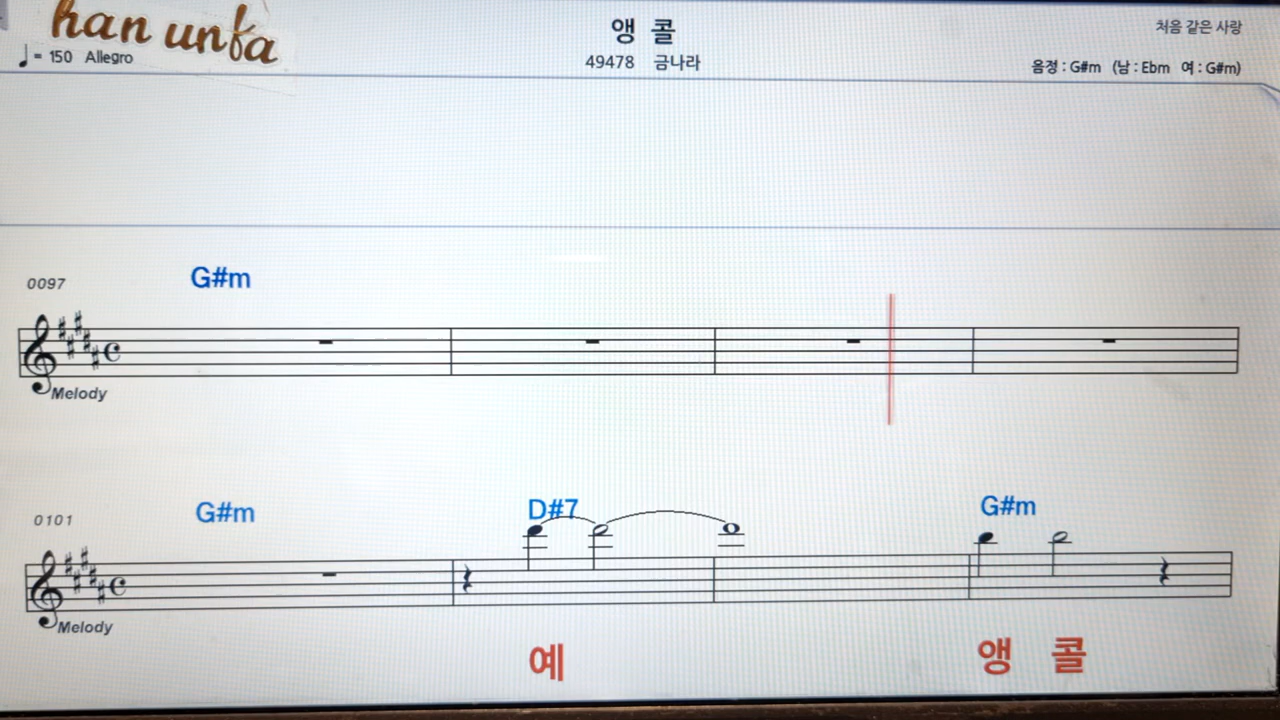 han unfa
앵 콜
처음 같은 사랑
♩= 150 Allegro
49478 금나라
음정 : G#m (남 : Ebm 여 : G#m)
0097 G#m
Melody
0101 G#m D#7 G#m
Melody
예 앵 콜